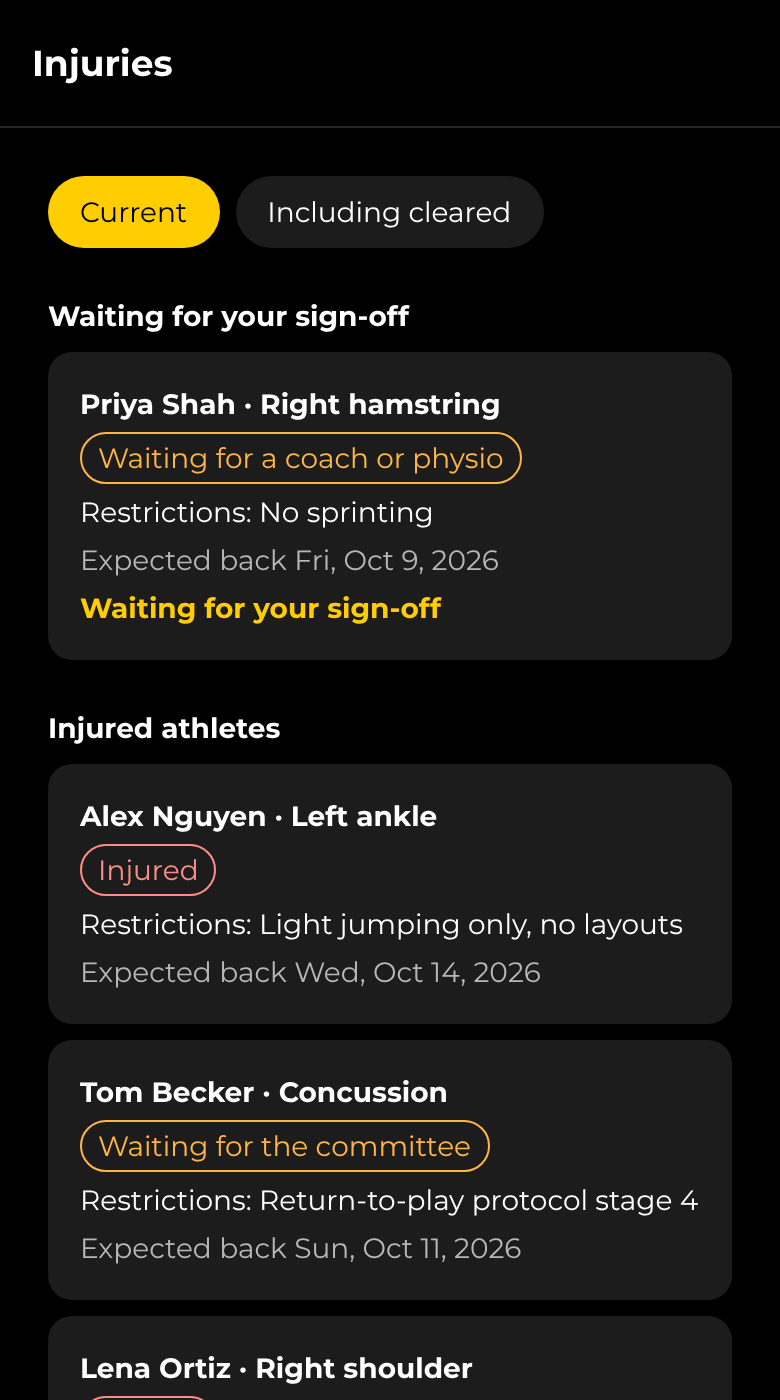 Injuries
Current
Including cleared
Waiting for your sign-off
Priya Shah · Right hamstring
Waiting for a coach or physio
Restrictions: No sprinting
Expected back Fri, Oct 9, 2026
Waiting for your sign-off
Injured athletes
Alex Nguyen · Left ankle
Injured
Restrictions: Light jumping only, no layouts
Expected back Wed, Oct 14, 2026
Tom Becker · Concussion
Waiting for the committee
Restrictions: Return-to-play protocol stage 4
Expected back Sun, Oct 11, 2026
Lena Ortiz · Right shoulder